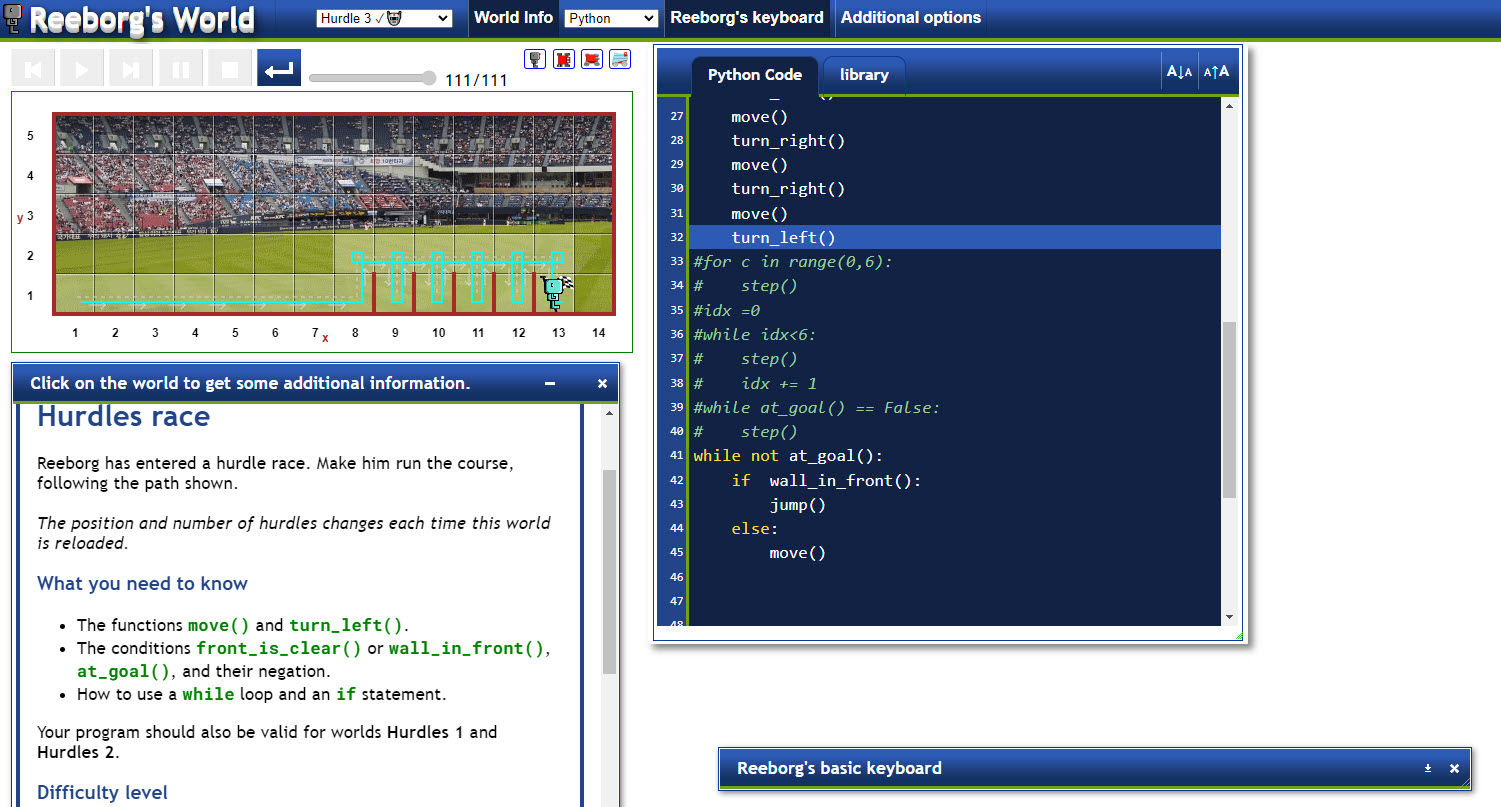 Reeborg's World
Hurdle 3 ✓
World Info
Python
Reeborg's keyboard
Additional options
111/111
5
4
y 3
2
1
1 2 3 4 5 6 7 x 8 9 10 11 12 13 14
Click on the world to get some additional information.
Hurdles race
Reeborg has entered a hurdle race. Make him run the course,
following the path shown.
The position and number of hurdles changes each time this world
is reloaded.
What you need to know
• The functions move() and turn_left().
• The conditions front_is_clear() or wall_in_front(),
at_goal(), and their negation.
• How to use a while loop and an if statement.
Your program should also be valid for worlds Hurdles 1 and
Hurdles 2.
Difficulty level
Python Code
library
A↓A
A↑A
27 move()
28 turn_right()
29 move()
30 turn_right()
31 move()
32 turn_left()
33 #for c in range(0,6):
34 #    step()
35 #idx =0
36 #while idx<6:
37 #    step()
38 #    idx += 1
39 #while at_goal() == False:
40 #    step()
41 while not at_goal():
42     if  wall_in_front():
43         jump()
44     else:
45         move()
46
47
48
Reeborg's basic keyboard